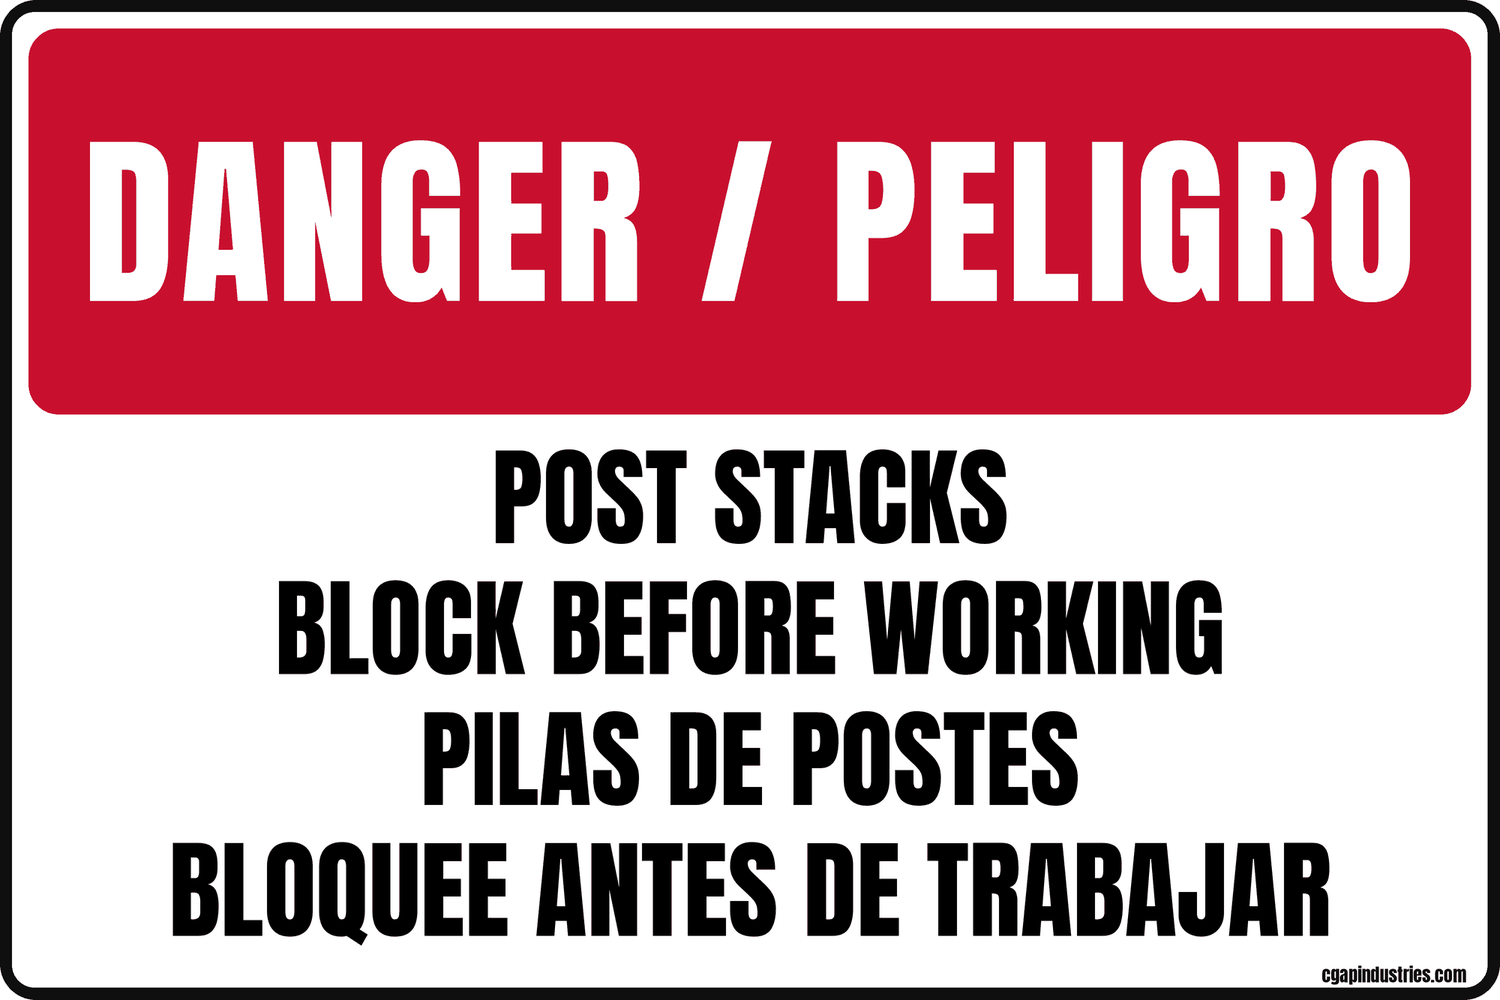 DANGER / PELIGRO
POST STACKS
BLOCK BEFORE WORKING
PILAS DE POSTES
BLOQUEE ANTES DE TRABAJAR
cgapindustries.com